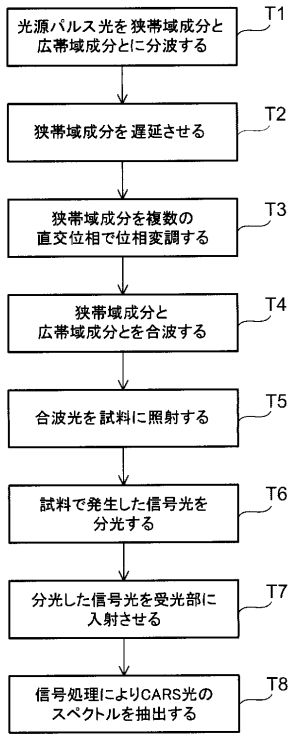 光源パルス光を狭帯域成分と
広帯域成分とに分波する
T1
狭帯域成分を遅延させる
T2
狭帯域成分を複数の
直交位相で位相変調する
T3
狭帯域成分と
広帯域成分とを合波する
T4
合波光を試料に照射する
T5
試料で発生した信号光を
分光する
T6
分光した信号光を受光部に
入射させる
T7
信号処理によりCARS光の
スペクトルを抽出する
T8